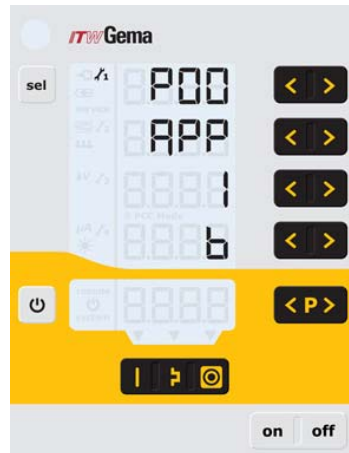 ITW Gema
sel
P00
APP
1
b
< P >
on off